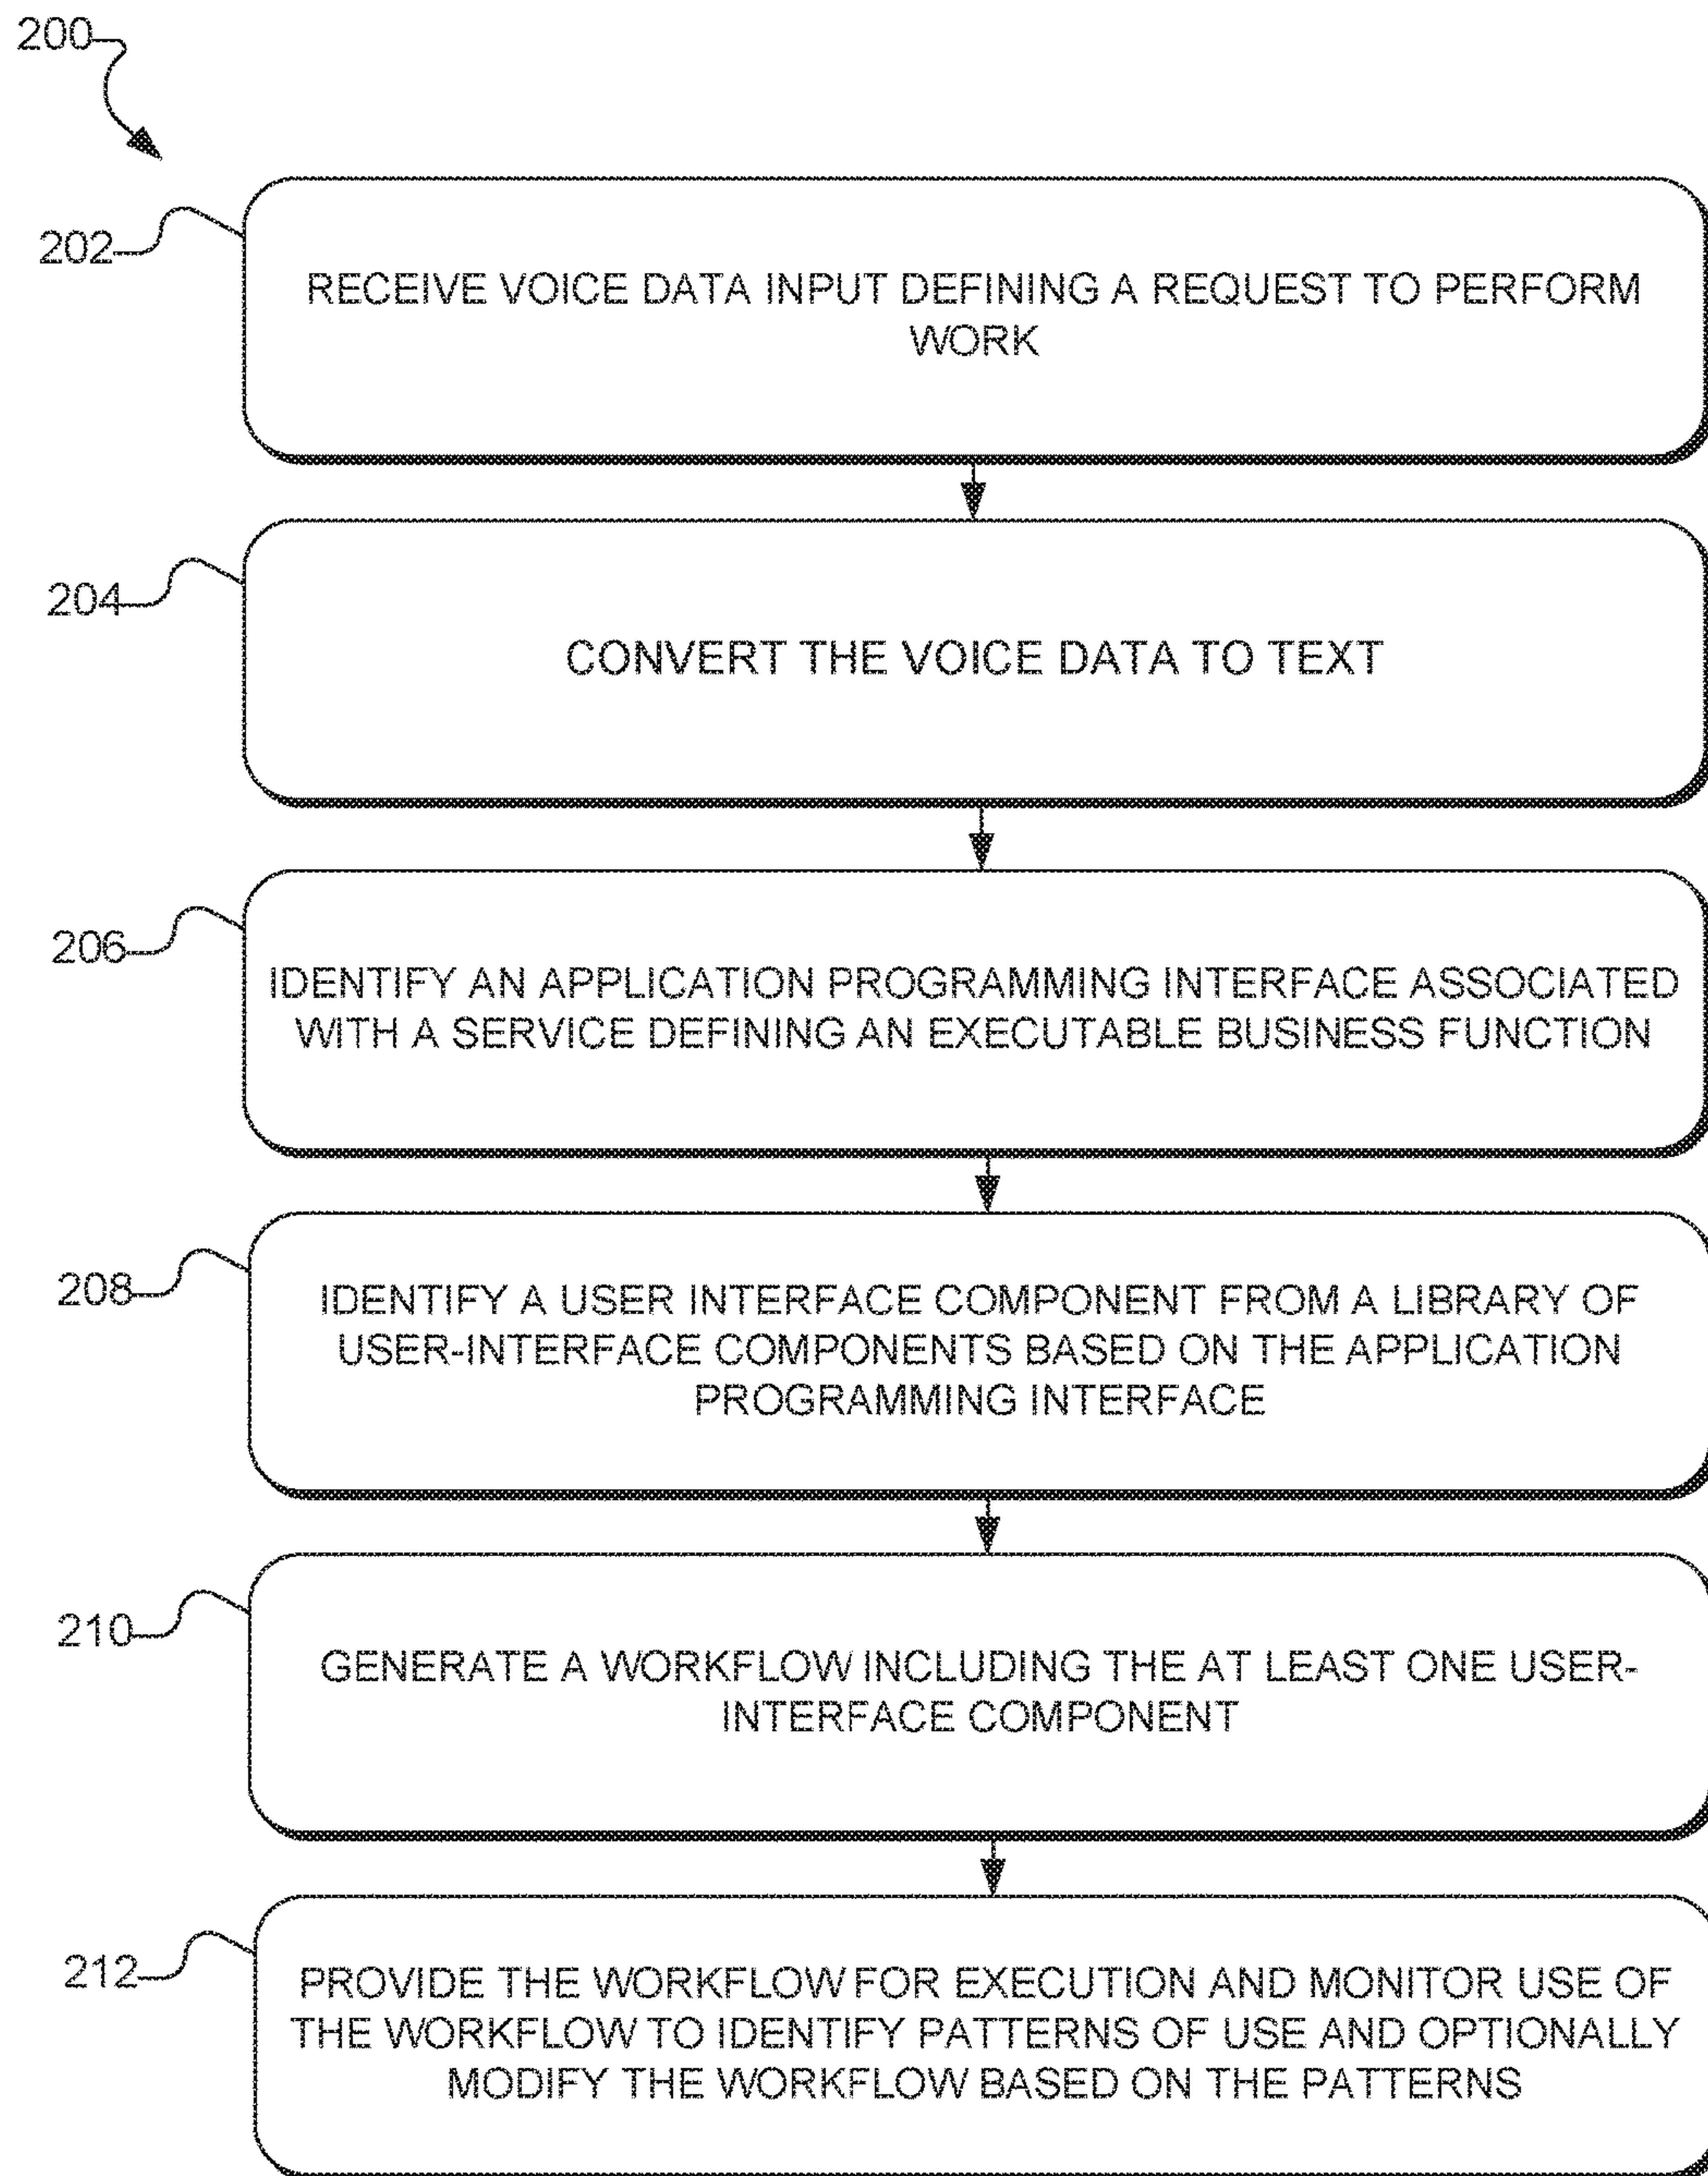 200
202
RECEIVE VOICE DATA INPUT DEFINING A REQUEST TO PERFORM
WORK
204
CONVERT THE VOICE DATA TO TEXT
206
IDENTIFY AN APPLICATION PROGRAMMING INTERFACE ASSOCIATED
WITH A SERVICE DEFINING AN EXECUTABLE BUSINESS FUNCTION
208
IDENTIFY A USER INTERFACE COMPONENT FROM A LIBRARY OF
USER-INTERFACE COMPONENTS BASED ON THE APPLICATION
PROGRAMMING INTERFACE
210
GENERATE A WORKFLOW INCLUDING THE AT LEAST ONE USER-
INTERFACE COMPONENT
212
PROVIDE THE WORKFLOW FOR EXECUTION AND MONITOR USE OF
THE WORKFLOW TO IDENTIFY PATTERNS OF USE AND OPTIONALLY
MODIFY THE WORKFLOW BASED ON THE PATTERNS